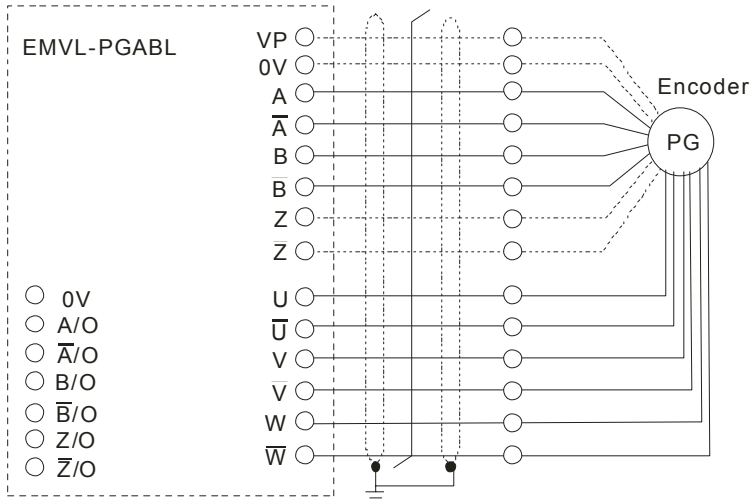 EMVL-PGABL
VP
0V
A
A̅
B
B̅
Z
Z̅
U
U̅
V
V̅
W
W̅
0V
A/O
A̅/O
B/O
B̅/O
Z/O
Z̅/O
Encoder
PG